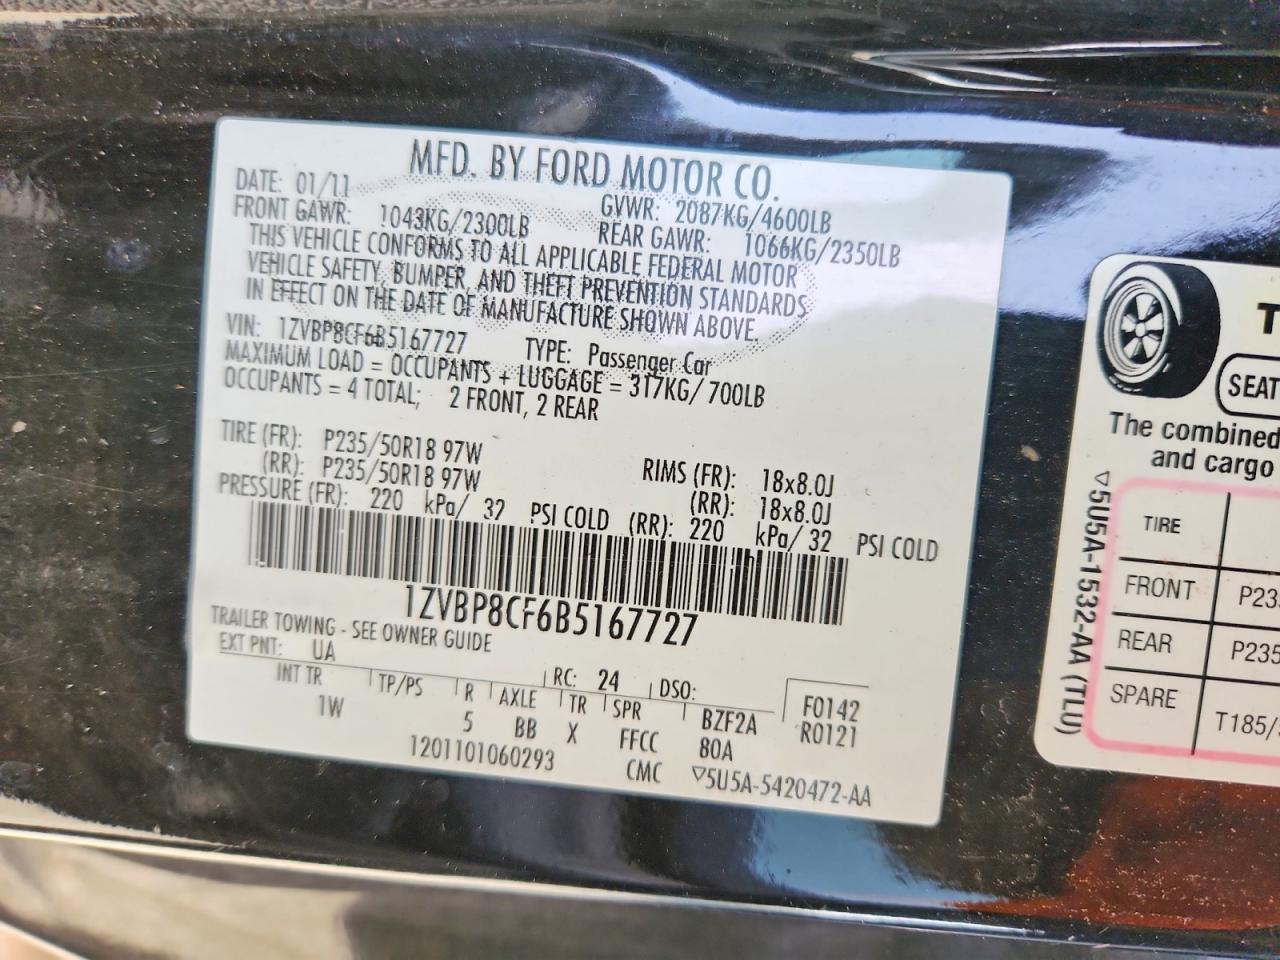 MFD. BY FORD MOTOR CO.
DATE: 01/11 GVWR: 2087KG/4600LB
FRONT GAWR: 1043KG/2300LB REAR GAWR: 1066KG/2350LB
THIS VEHICLE CONFORMS TO ALL APPLICABLE FEDERAL MOTOR
VEHICLE SAFETY, BUMPER, AND THEFT PREVENTION STANDARDS
IN EFFECT ON THE DATE OF MANUFACTURE SHOWN ABOVE.
VIN: 1ZVBP8CF6B5167727 TYPE: Passenger Car
MAXIMUM LOAD = OCCUPANTS + LUGGAGE = 317KG/ 700LB
OCCUPANTS = 4 TOTAL; 2 FRONT, 2 REAR
TIRE (FR): P235/50R18 97W RIMS (FR): 18x8.0J
(RR): P235/50R18 97W (RR): 18x8.0J
PRESSURE (FR): 220 kPa/ 32 PSI COLD (RR): 220 kPa/ 32 PSI COLD
1ZVBP8CF6B5167727
TRAILER TOWING - SEE OWNER GUIDE
EXT PNT: UA RC: 24 DSO: F0142
INT TR TP/PS R AXLE TR SPR BZF2A R0121
1W 5 BB X FFCC 80A
1201101060293 CMC ▽5U5A-5420472-AA
T
SEAT
The combined
and cargo
▽5U5A-1532-AA (TLU)
TIRE
FRONT P23
REAR P235
SPARE T185/